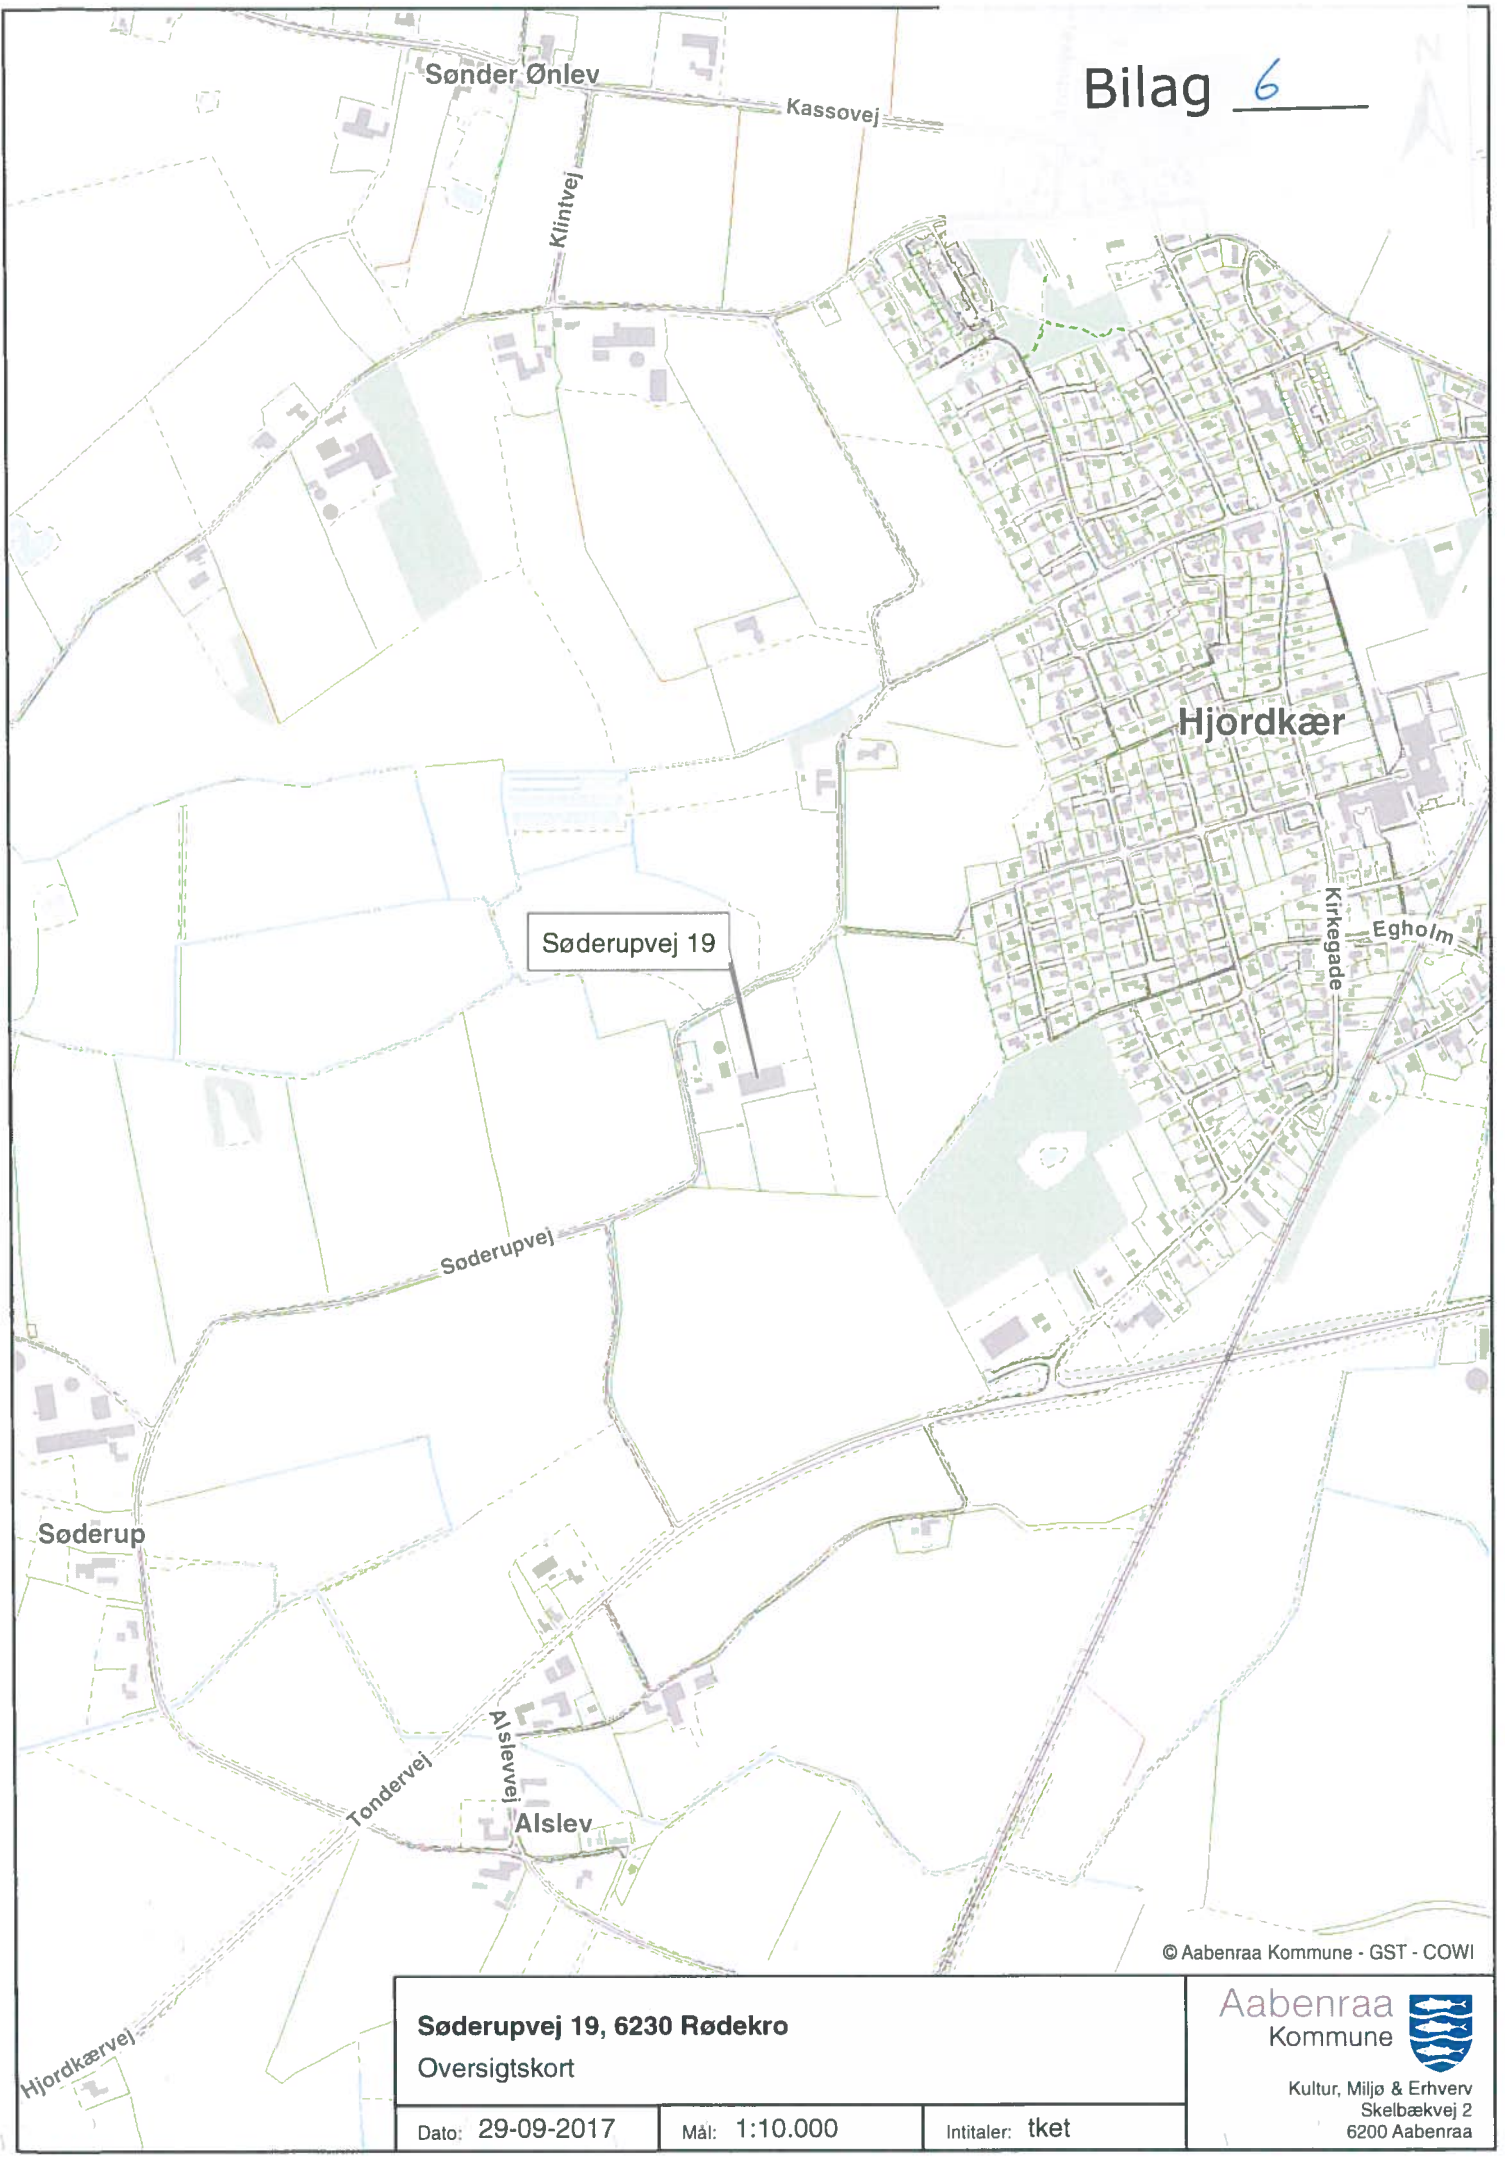 Bilag 6
Sønder Ønlev
Kassøvej
Klintvej
Hjordkær
Kirkegade
Egholm
Søderupvej 19
Søderupvej
Søderup
Alslevvej
Tøndervej
Alslev
Hjordkærvej
© Aabenraa Kommune - GST - COWI
Søderupvej 19, 6230 Rødekro
Oversigtskort
Dato: 29-09-2017
Mål: 1:10.000
Intitaler: tket
Aabenraa
Kommune
Kultur, Miljø & Erhverv
Skelbækvej 2
6200 Aabenraa